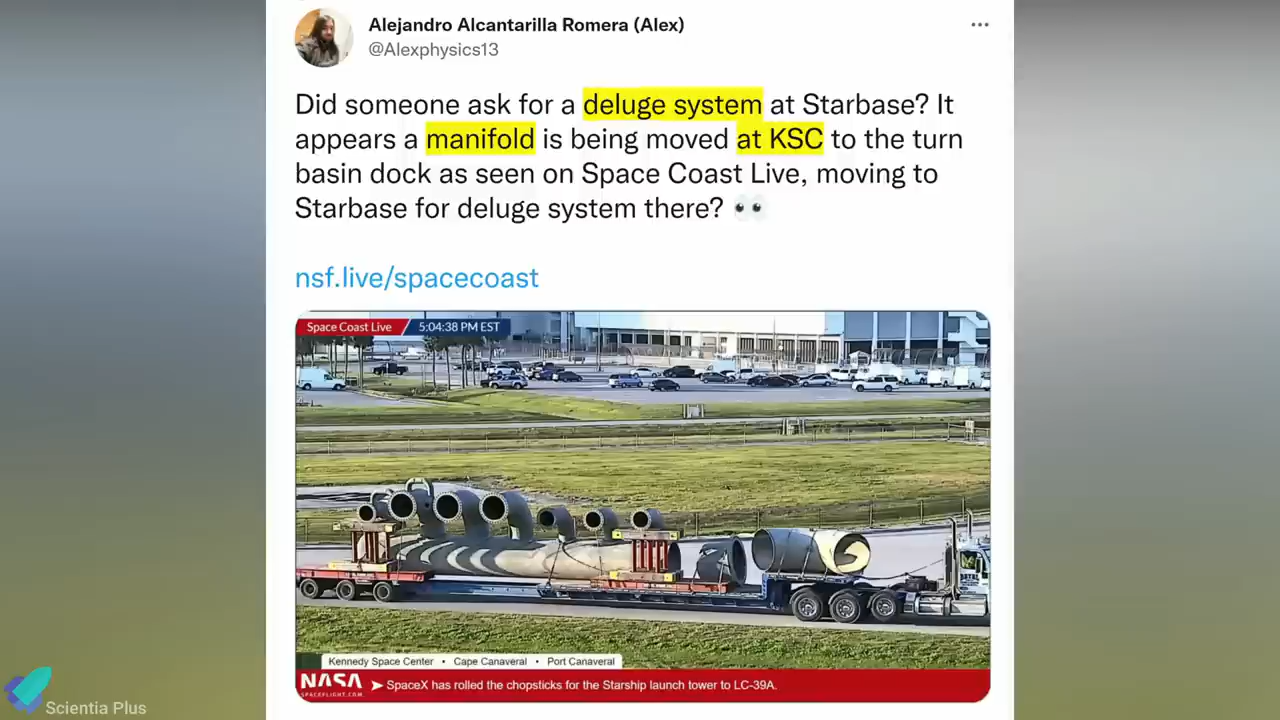 Alejandro Alcantarilla Romera (Alex)
@Alexphysics13
Did someone ask for a deluge system at Starbase? It
appears a manifold is being moved at KSC to the turn
basin dock as seen on Space Coast Live, moving to
Starbase for deluge system there? 👀
nsf.live/spacecoast
Space Coast Live 5:04:38 PM EST
Kennedy Space Center • Cape Canaveral • Port Canaveral
NASA
SPACEFLIGHT.COM
SpaceX has rolled the chopsticks for the Starship launch tower to LC-39A.
Scientia Plus